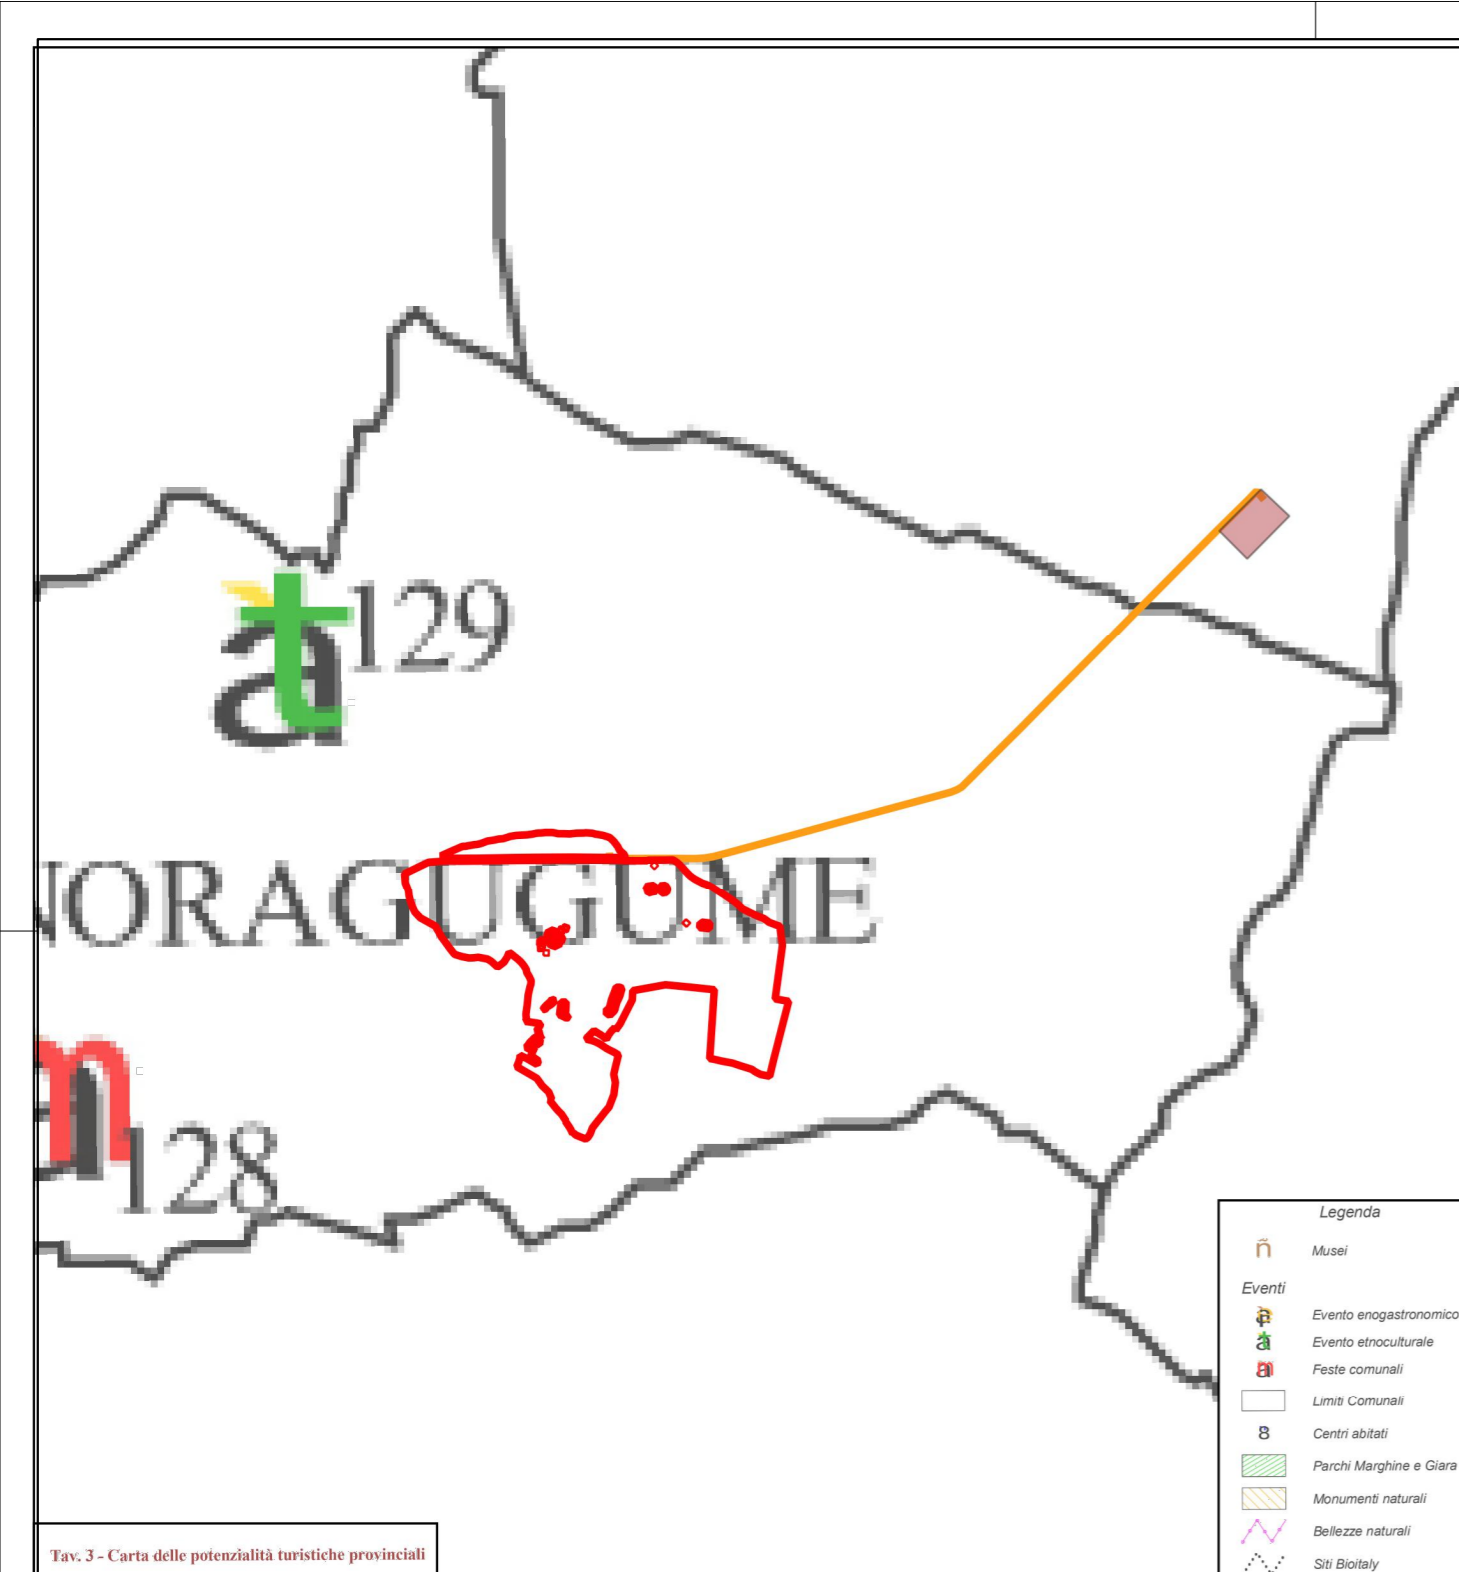 129
NORAGUGUME
128
Legenda
Musei
Eventi
Evento enogastronomico
Evento etnoculturale
Feste comunali
Limiti Comunali
Centri abitati
Parchi Marghine e Giara
Monumenti naturali
Bellezze naturali
Siti Bioitaly
Tav. 3 - Carta delle potenzialità turistiche provinciali